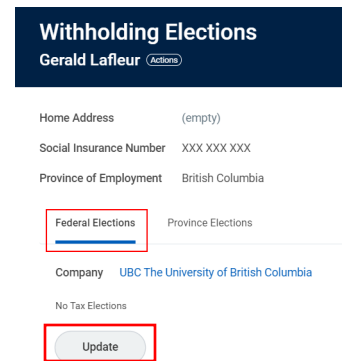 Withholding Elections
Gerald Lafleur Actions
Home Address (empty)
Social Insurance Number XXX XXX XXX
Province of Employment British Columbia
Federal Elections Province Elections
Company UBC The University of British Columbia
No Tax Elections
Update